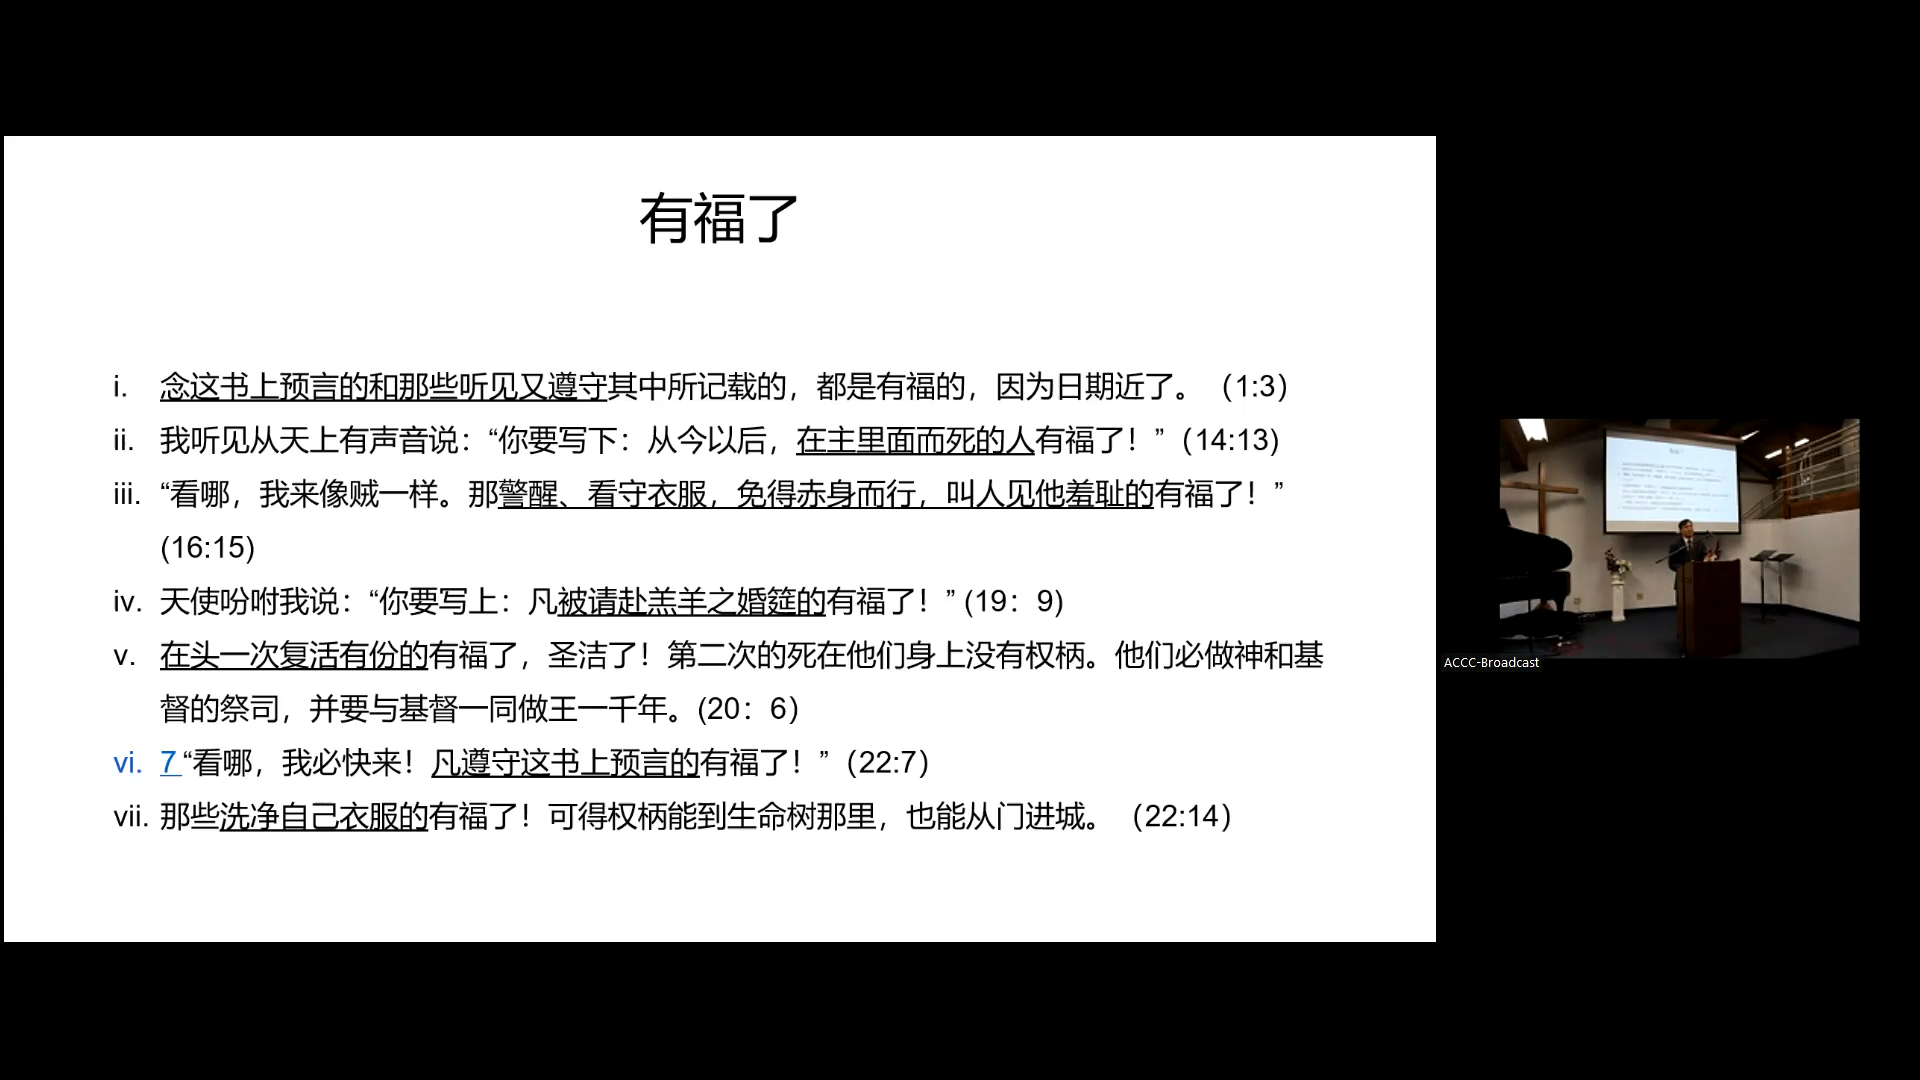 有福了
i. 念这书上预言的和那些听见又遵守其中所记载的，都是有福的，因为日期近了。（1:3）
ii. 我听见从天上有声音说：“你要写下：从今以后，在主里面而死的人有福了！”（14:13）
iii. “看哪，我来像贼一样。那警醒、看守衣服，免得赤身而行，叫人见他羞耻的有福了！”
(16:15)
iv. 天使吩咐我说：“你要写上：凡被请赴羔羊之婚筵的有福了！” (19：9)
v. 在头一次复活有份的有福了，圣洁了！第二次的死在他们身上没有权柄。他们必做神和基
督的祭司，并要与基督一同做王一千年。(20：6）
vi. 7 “看哪，我必快来！凡遵守这书上预言的有福了！”（22:7）
vii. 那些洗净自己衣服的有福了！可得权柄能到生命树那里，也能从门进城。（22:14）
ACCC-Broadcast